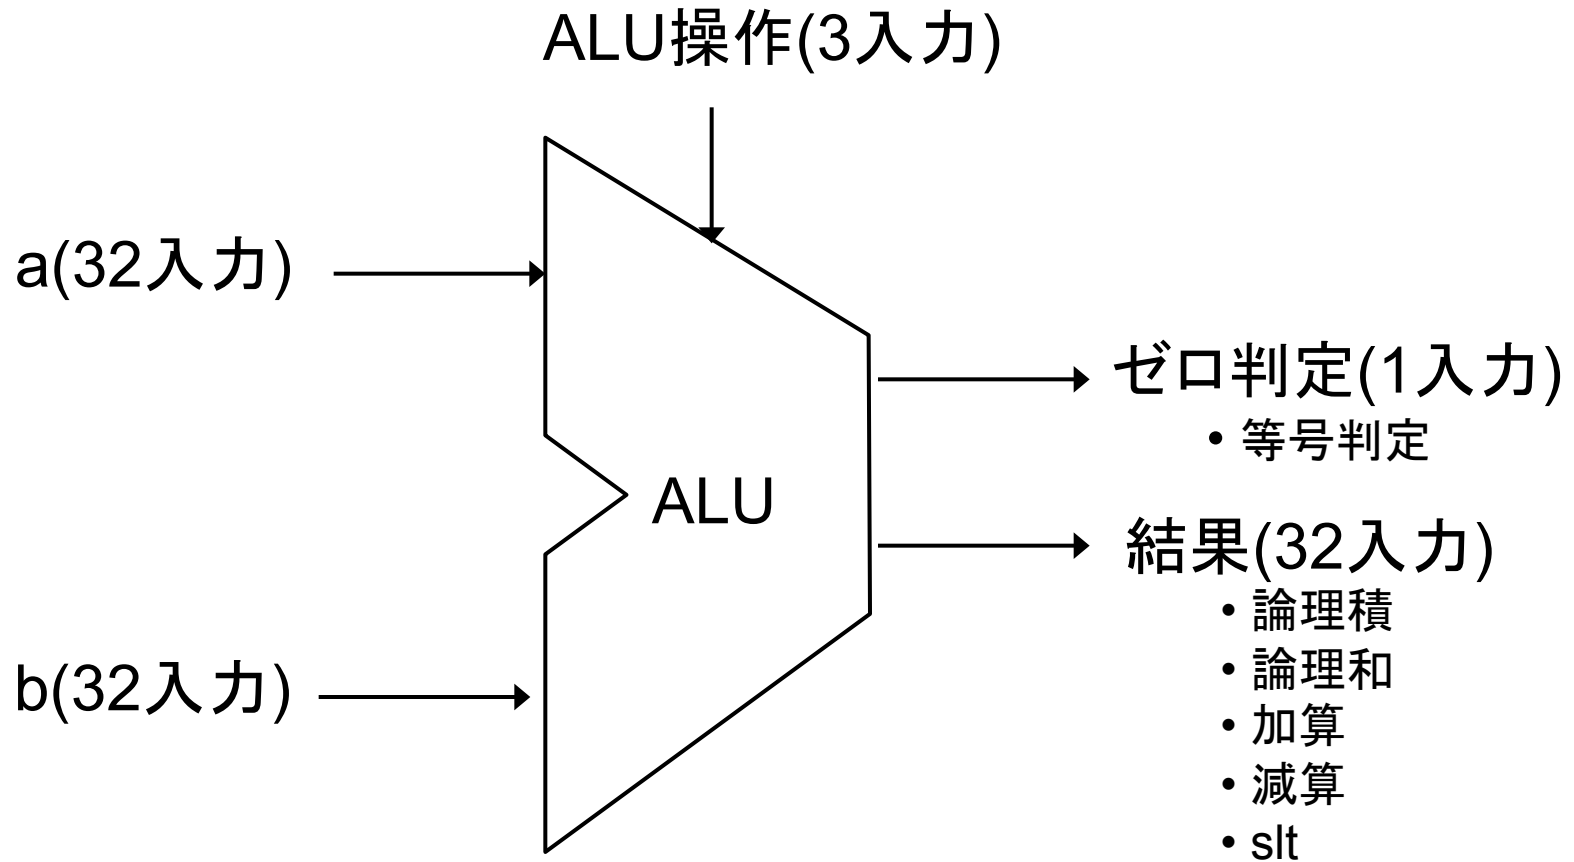 ALU操作(3入力)
a(32入力)
ゼロ判定(1入力)
• 等号判定
ALU
結果(32入力)
• 論理積
• 論理和
• 加算
• 減算
• slt
b(32入力)